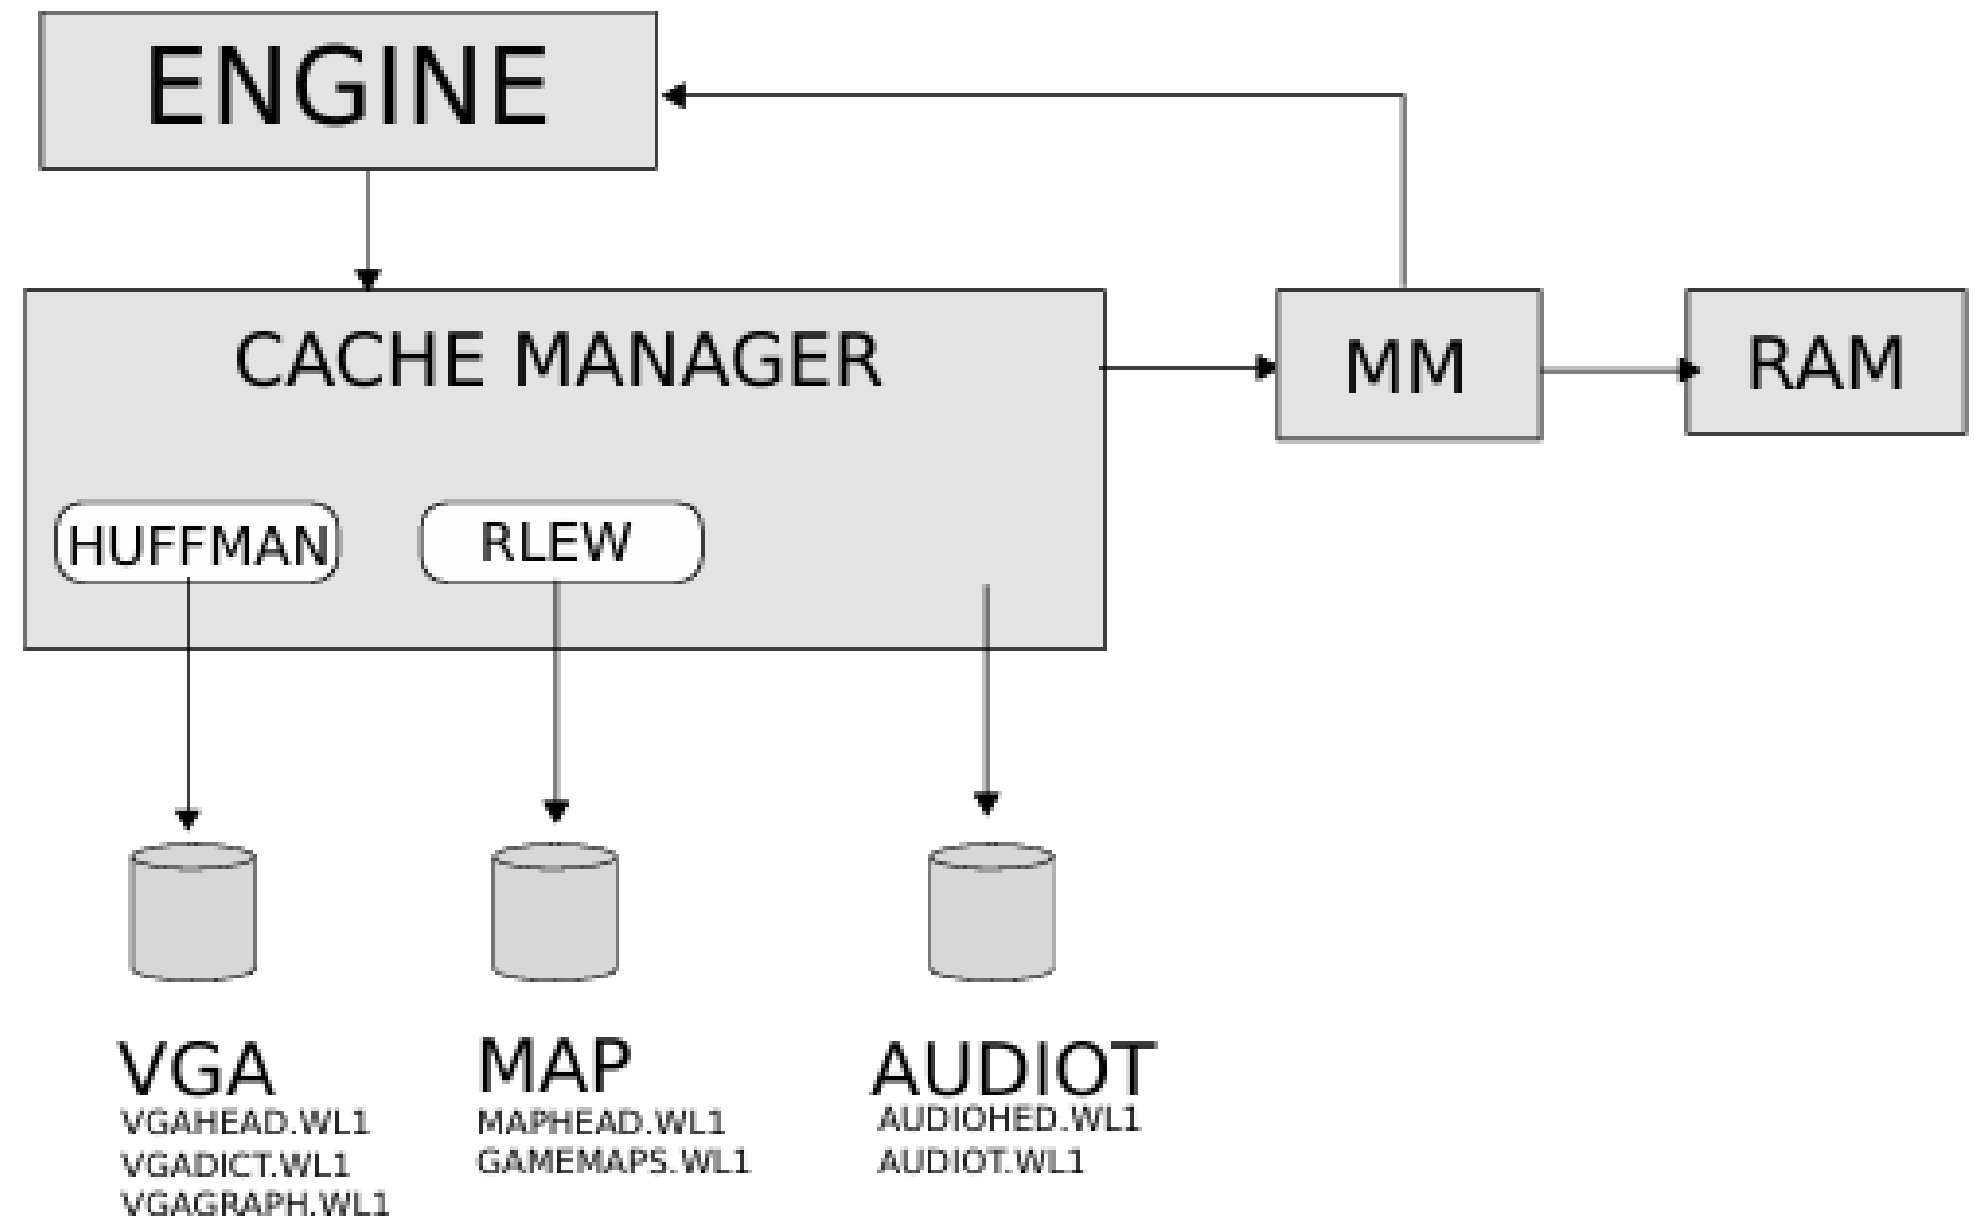 ENGINE
CACHE MANAGER
MM
RAM
HUFFMAN
RLEW
VGA
VGAHEAD.WL1
VGADICT.WL1
VGAGRAPH.WL1
MAP
MAPHEAD.WL1
GAMEMAPS.WL1
AUDIOT
AUDIOHED.WL1
AUDIOT.WL1